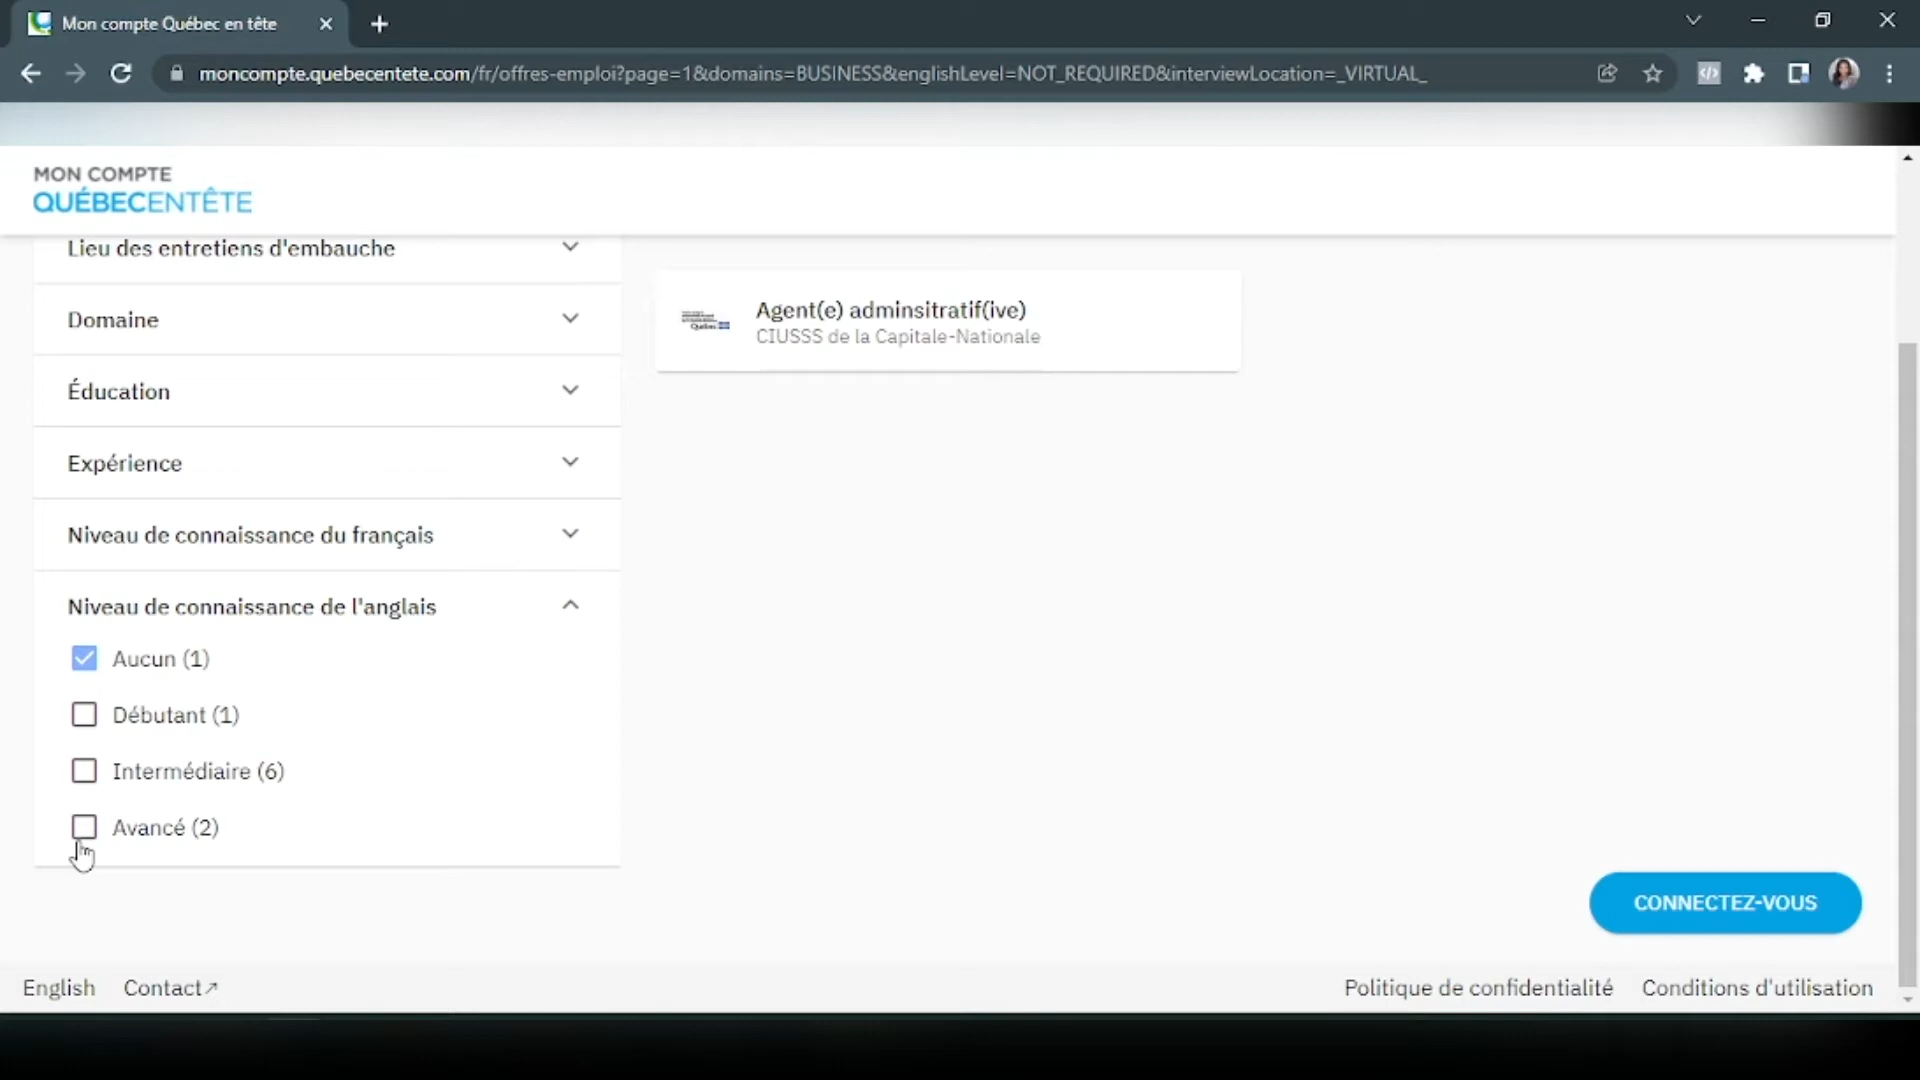 Mon compte Québec en tête
moncompte.quebecentete.com/fr/offres-emploi?page=1&domains=BUSINESS&englishLevel=NOT_REQUIRED&interviewLocation=_VIRTUAL_
MON COMPTE
QUÉBECENTÊTE
Lieu des entretiens d'embauche
Domaine
Éducation
Expérience
Niveau de connaissance du français
Niveau de connaissance de l'anglais
Aucun (1)
Débutant (1)
Intermédiaire (6)
Avancé (2)
Québec
Agent(e) adminsitratif(ive)
CIUSSS de la Capitale-Nationale
CONNECTEZ-VOUS
English Contact
Politique de confidentialité Conditions d'utilisation